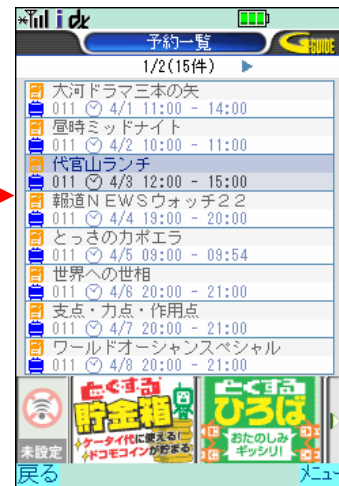 i dx
予約一覧
G-GUIDE
1/2(15件)
大河ドラマ三本の矢
011 4/1 11:00 - 14:00
昼時ミッドナイト
011 4/2 10:00 - 11:00
代官山ランチ
011 4/3 12:00 - 15:00
報道NEWSウォッチ22
011 4/4 19:00 - 20:00
とっさのカポエラ
011 4/5 09:00 - 09:54
世界への世相
011 4/6 20:00 - 21:00
支点・力点・作用点
011 4/7 20:00 - 21:00
ワールドオーシャンスペシャル
011 4/8 20:00 - 21:00
未設定
とくする
貯金箱
ケータイ代に使える!
ドコモコインが貯まる
とくする
ひろば
おたのしみ
ギッシリ!
戻る
メニュー